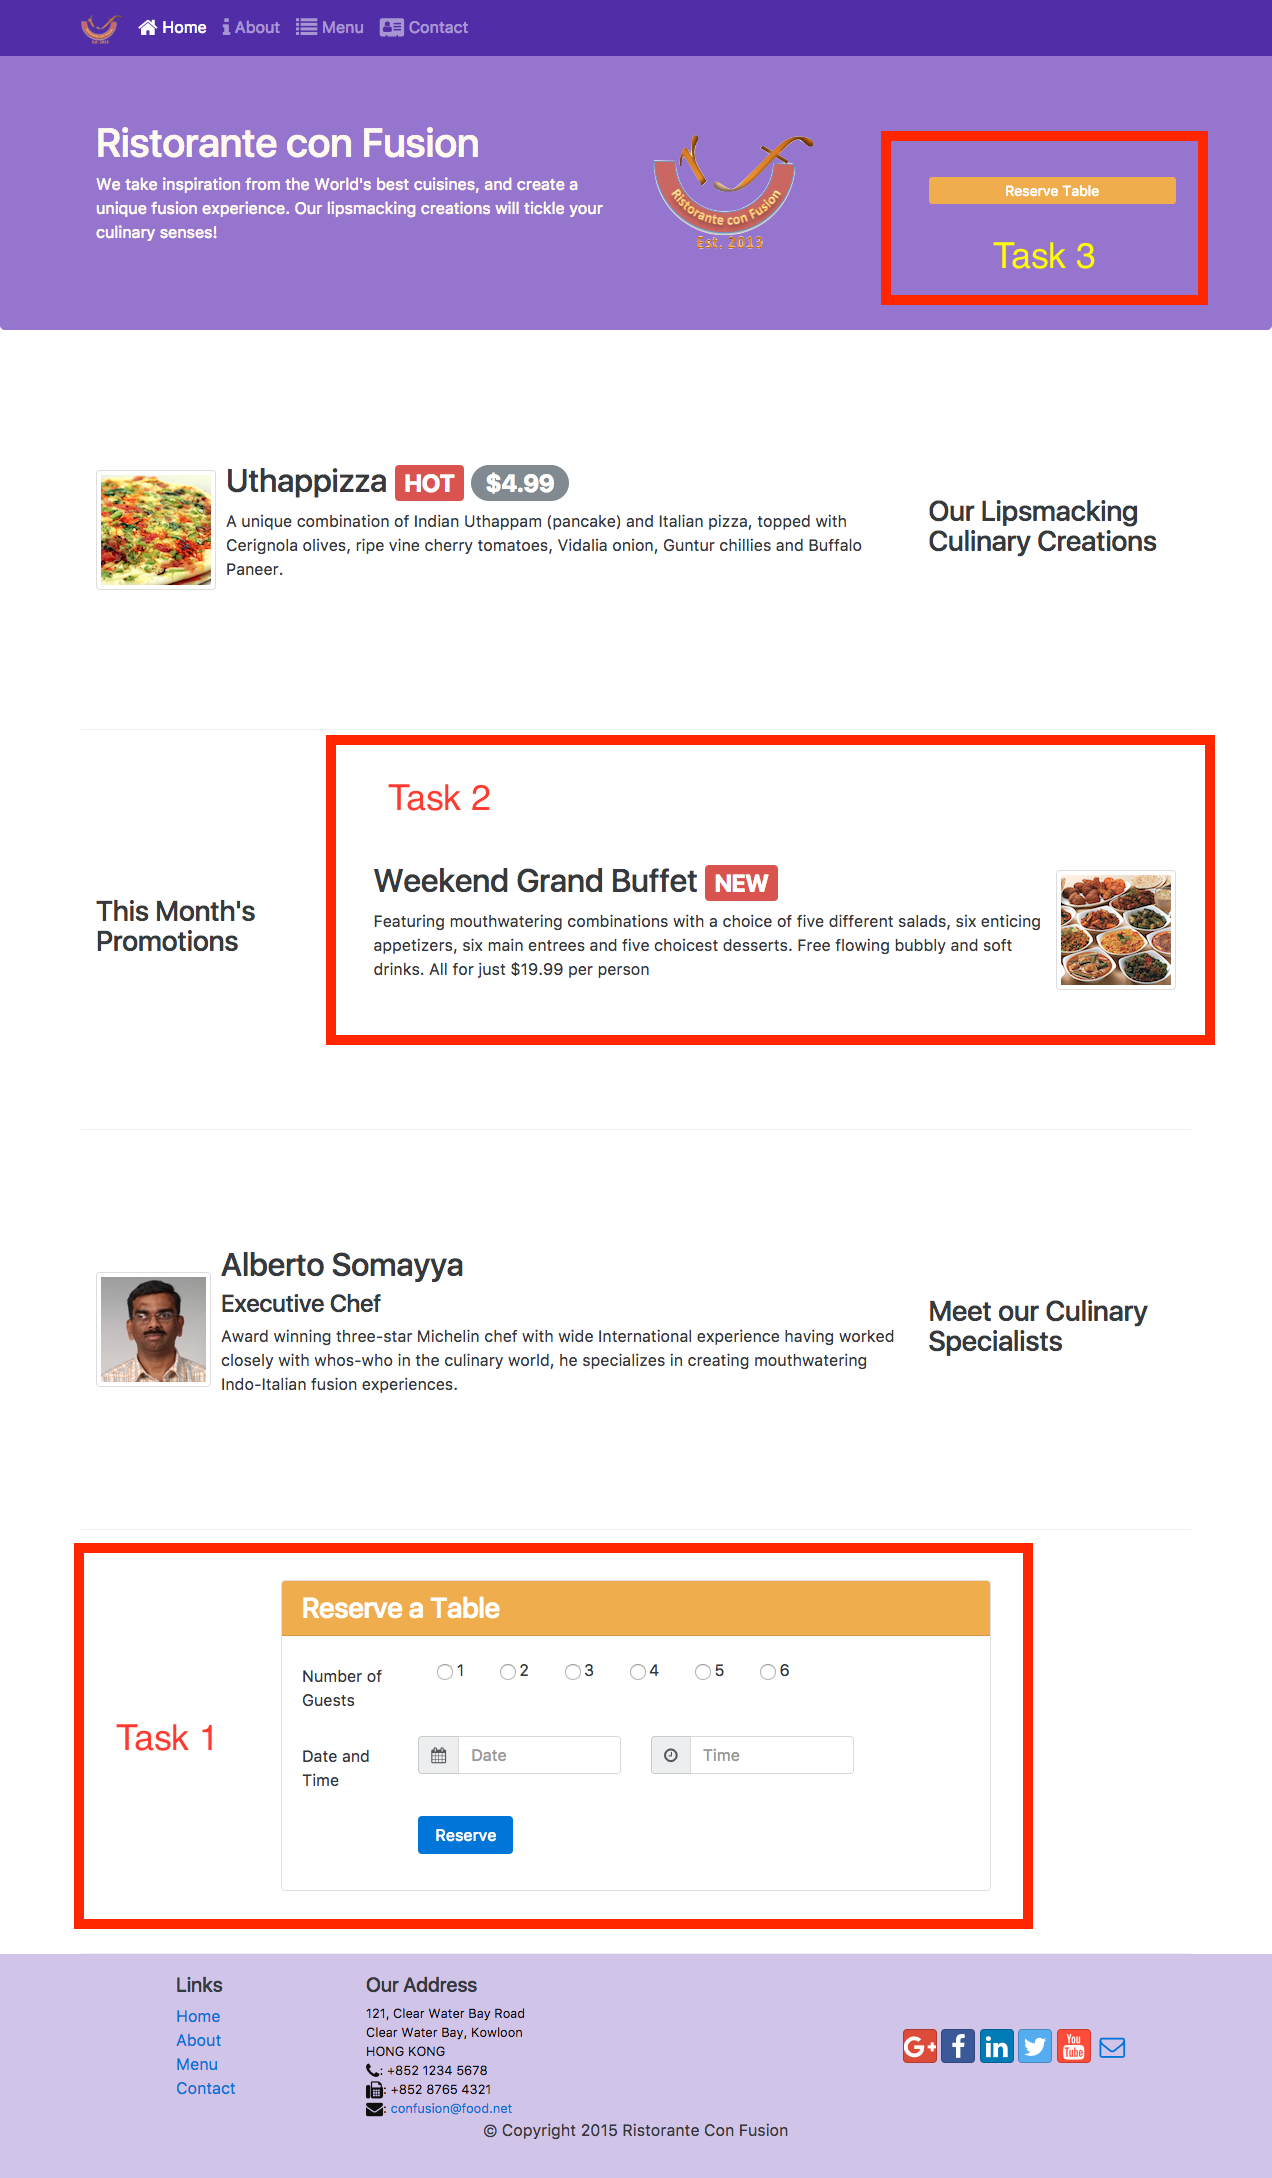 Home About Menu Contact
Ristorante con Fusion
We take inspiration from the World's best cuisines, and create a
unique fusion experience. Our lipsmacking creations will tickle your
culinary senses!
Ristorante con Fusion
Est. 2013
Reserve Table
Task 3
Uthappizza HOT $4.99
A unique combination of Indian Uthappam (pancake) and Italian pizza, topped with
Cerignola olives, ripe vine cherry tomatoes, Vidalia onion, Guntur chillies and Buffalo
Paneer.
Our Lipsmacking
Culinary Creations
Task 2
This Month's
Promotions
Weekend Grand Buffet NEW
Featuring mouthwatering combinations with a choice of five different salads, six enticing
appetizers, six main entrees and five choicest desserts. Free flowing bubbly and soft
drinks. All for just $19.99 per person
Alberto Somayya
Executive Chef
Award winning three-star Michelin chef with wide International experience having worked
closely with whos-who in the culinary world, he specializes in creating mouthwatering
Indo-Italian fusion experiences.
Meet our Culinary
Specialists
Task 1
Reserve a Table
Number of
Guests
1 2 3 4 5 6
Date and
Time
Date
Time
Reserve
Links
Home
About
Menu
Contact
Our Address
121, Clear Water Bay Road
Clear Water Bay, Kowloon
HONG KONG
: +852 1234 5678
: +852 8765 4321
: confusion@food.net
G+ f in You Tube
© Copyright 2015 Ristorante Con Fusion